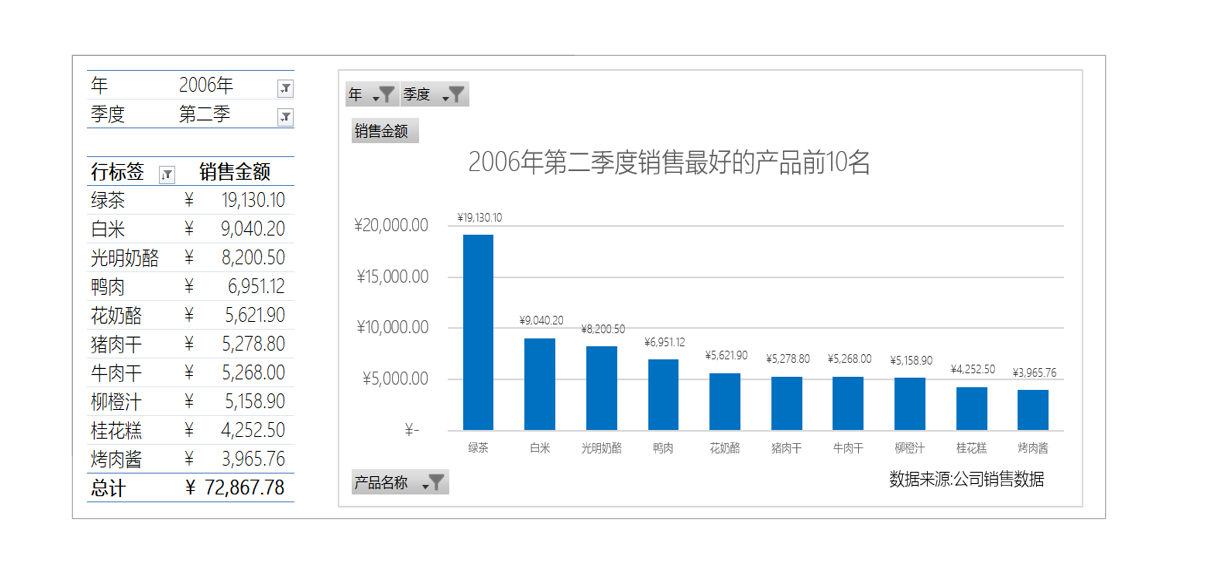 年 2006年
季度 第二季
行标签 销售金额
绿茶 ¥ 19,130.10
白米 ¥ 9,040.20
光明奶酪 ¥ 8,200.50
鸭肉 ¥ 6,951.12
花奶酪 ¥ 5,621.90
猪肉干 ¥ 5,278.80
牛肉干 ¥ 5,268.00
柳橙汁 ¥ 5,158.90
桂花糕 ¥ 4,252.50
烤肉酱 ¥ 3,965.76
总计 ¥ 72,867.78
年 季度
销售金额
2006年第二季度销售最好的产品前10名
¥20,000.00
¥15,000.00
¥10,000.00
¥5,000.00
¥-
¥19,130.10
¥9,040.20
¥8,200.50
¥6,951.12
¥5,621.90
¥5,278.80
¥5,268.00
¥5,158.90
¥4,252.50
¥3,965.76
绿茶 白米 光明奶酪 鸭肉 花奶酪 猪肉干 牛肉干 柳橙汁 桂花糕 烤肉酱
产品名称
数据来源:公司销售数据